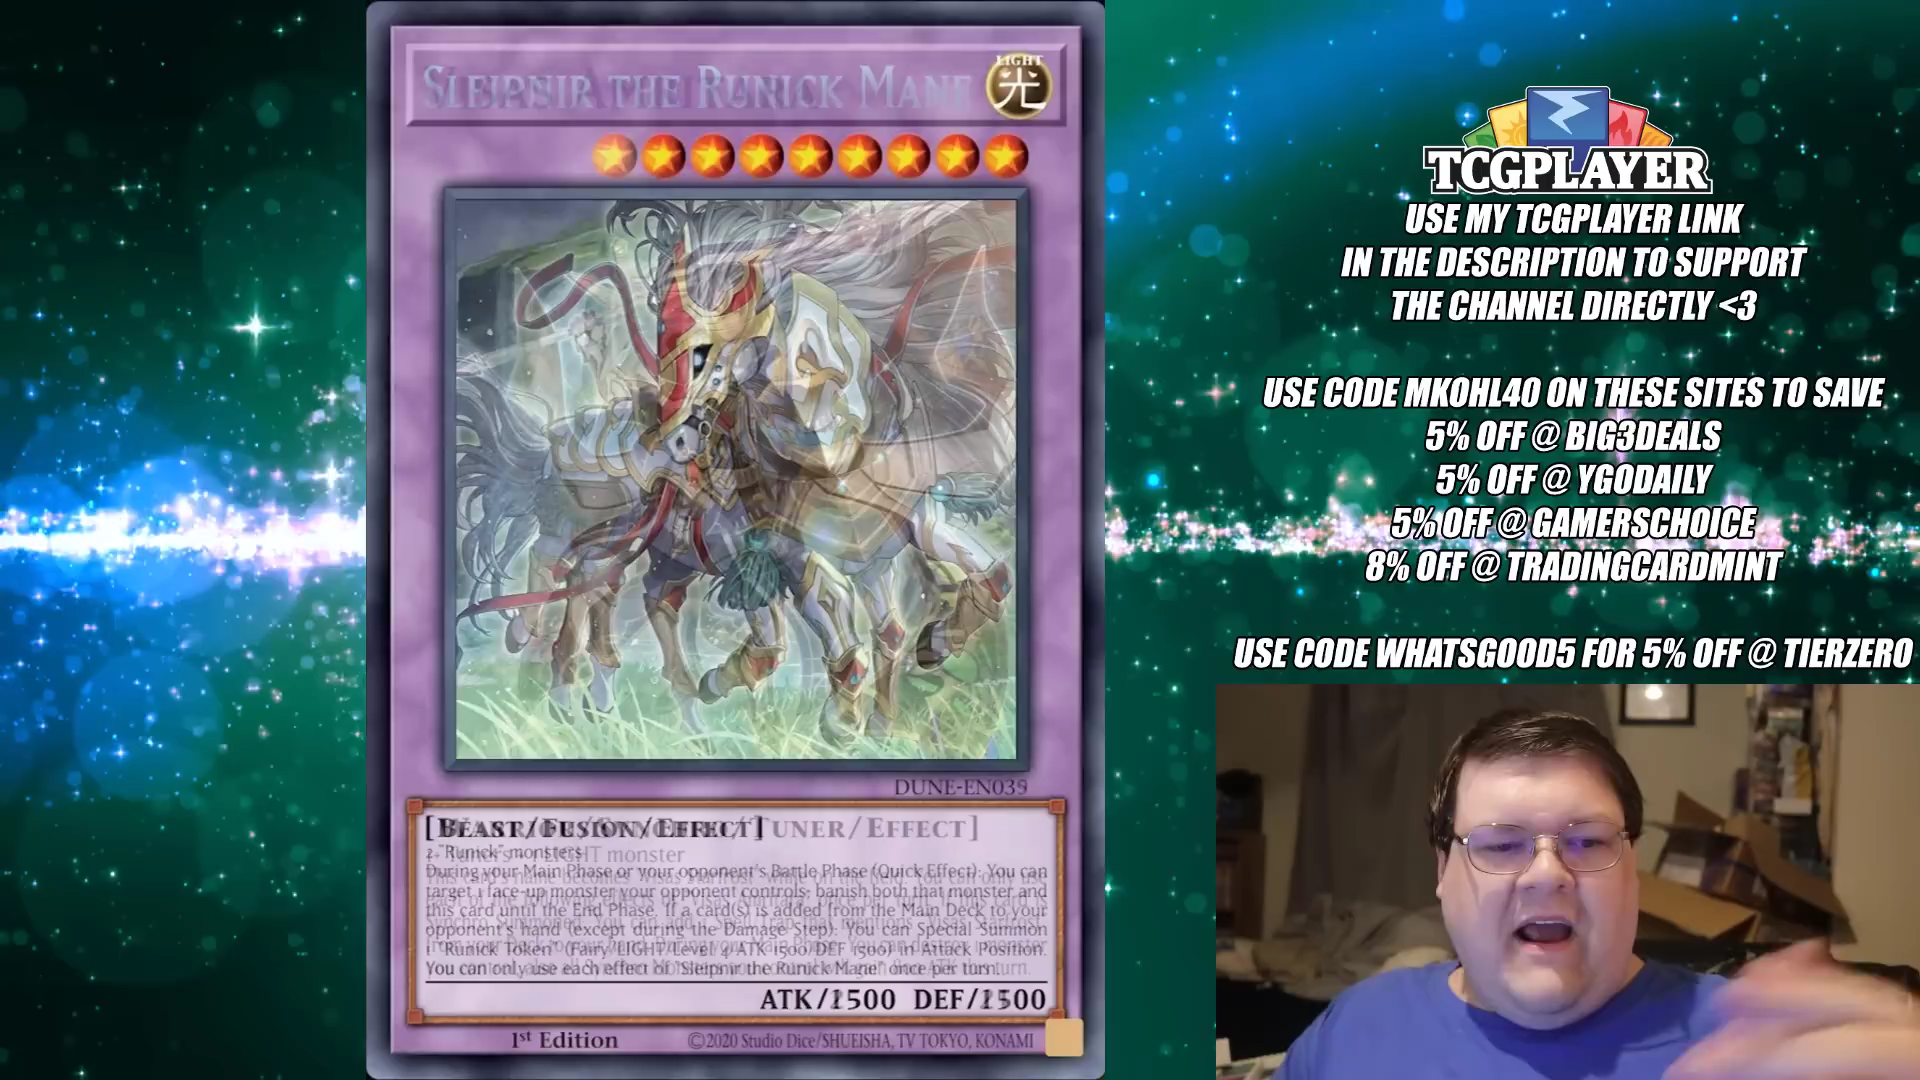 SLEIPNIR THE RUNICK MANE
LIGHT
光
DUNE-EN039
[BEAST/FUSION/EFFECT]
TUNER/EFFECT]
2 "Runick" monsters
LIGHT monster
During your Main Phase or your opponent's Battle Phase (Quick Effect): You can
target 1 face-up monster your opponent controls; banish both that monster and
this card until the End Phase. If a card(s) is added from the Main Deck to your
opponent's hand (except during the Damage Step): You can Special Summon
1 "Runick Token" (Fairy/LIGHT/Level 4/ATK 1500/DEF 1500) in Attack Position.
You can only use each effect of "Sleipnir the Runick Mane" once per turn.
ATK/ 500 DEF/ 500
1st Edition
©2020 Studio Dice/SHUEISHA, TV TOKYO, KONAMI
TCGPLAYER
USE MY TCGPLAYER LINK
IN THE DESCRIPTION TO SUPPORT
THE CHANNEL DIRECTLY <3
USE CODE MKOHL40 ON THESE SITES TO SAVE
5% OFF @ BIG3DEALS
5% OFF @ YGODAILY
5% OFF @ GAMERSCHOICE
8% OFF @ TRADINGCARDMINT
USE CODE WHATSGOOD5 FOR 5% OFF @ TIERZERO